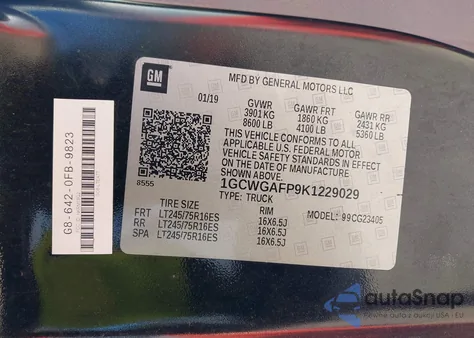 GM
MFD BY GENERAL MOTORS LLC
01/19
GVWR GAWR FRT GAWR RR
3901 KG 1860 KG 2431 KG
8600 LB 4100 LB 5360 LB
THIS VEHICLE CONFORMS TO ALL
APPLICABLE U.S. FEDERAL MOTOR
VEHICLE SAFETY STANDARDS IN EFFECT
ON THE DATE OF MANUFACTURE SHOWN
ABOVE.
8555
1GCWGAFP9K1229029
TYPE: TRUCK
TIRE SIZE RIM MODEL: 99CG23405
FRT LT245/75R16ES 16X6.5J
RR LT245/75R16ES 16X6.5J
SPA LT245/75R16ES 16X6.5J
G8-642-0FB-9823
autoSnap